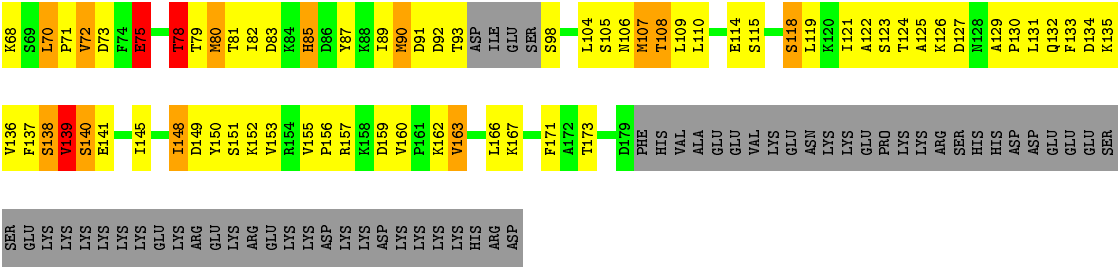 K68 S69 L70 P71 V72 D73 F74 E75 T78 T79 M80 T81 I82 D83 K84 H85 D86 Y87 K88 I89 M90 D91 D92 T93 ASP ILE GLU SER S98 L104 S105 N106 M107 T108 L109 L110 E114 S115 S118 L119 K120 I121 A122 S123 T124 A125 K126 D127 N128 A129 P130 L131 Q132 F133 D134 K135
V136 F137 S138 V139 S140 E141 I145 I148 D149 Y150 S151 K152 V153 R154 V155 P156 R157 K158 D159 V160 P161 K162 V163 L166 K167 F171 A172 T173 D179 PHE HIS VAL ALA GLU GLU VAL LYS GLU ASN LYS LYS GLU PRO LYS LYS ARG SER HIS HIS ASP ASP GLU GLU GLU SER
SER GLU LYS LYS LYS LYS LYS LYS GLU LYS ARG GLU LYS ARG GLU LYS LYS ASP LYS LYS ASP LYS LYS LYS LYS HIS ARG ASP